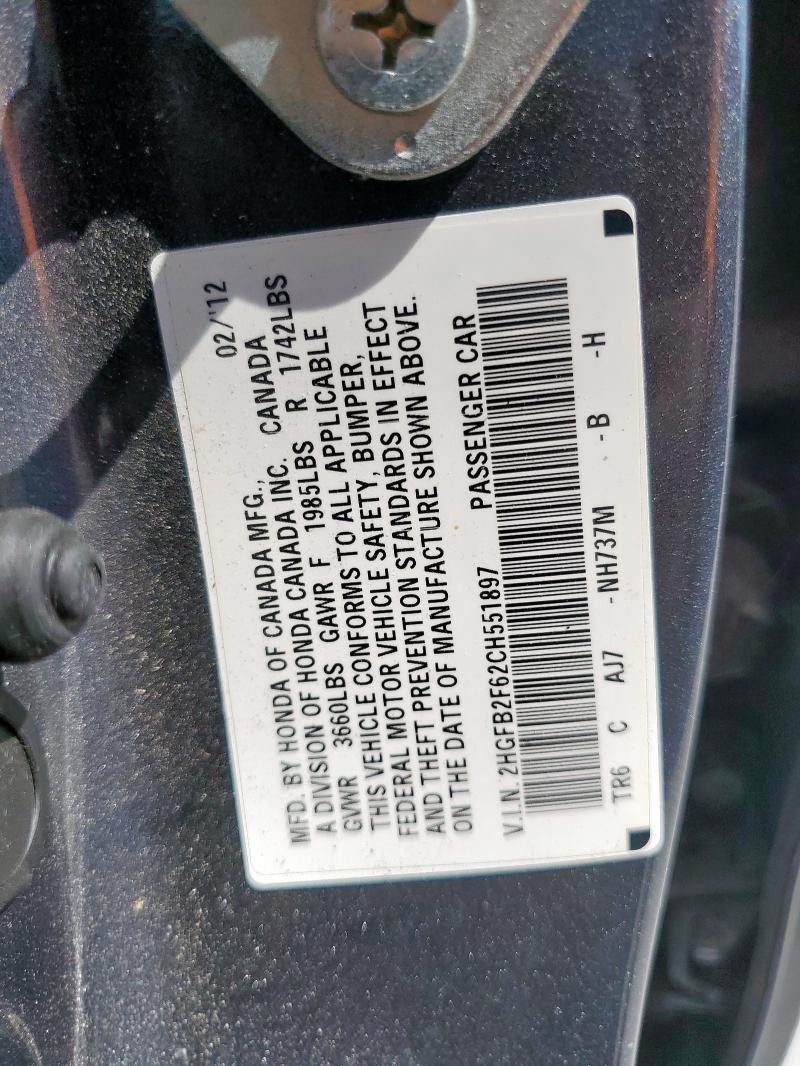 MFD. BY HONDA OF CANADA MFG., 02/'12
A DIVISION OF HONDA CANADA INC. CANADA
GVWR 3660LBS GAWR F 1985LBS R 1742LBS
THIS VEHICLE CONFORMS TO ALL APPLICABLE
FEDERAL MOTOR VEHICLE SAFETY, BUMPER,
AND THEFT PREVENTION STANDARDS IN EFFECT
ON THE DATE OF MANUFACTURE SHOWN ABOVE.
V.I.N. 2HGFB2F62CH551897 PASSENGER CAR
TR6 C AJ7 -NH737M -B -H